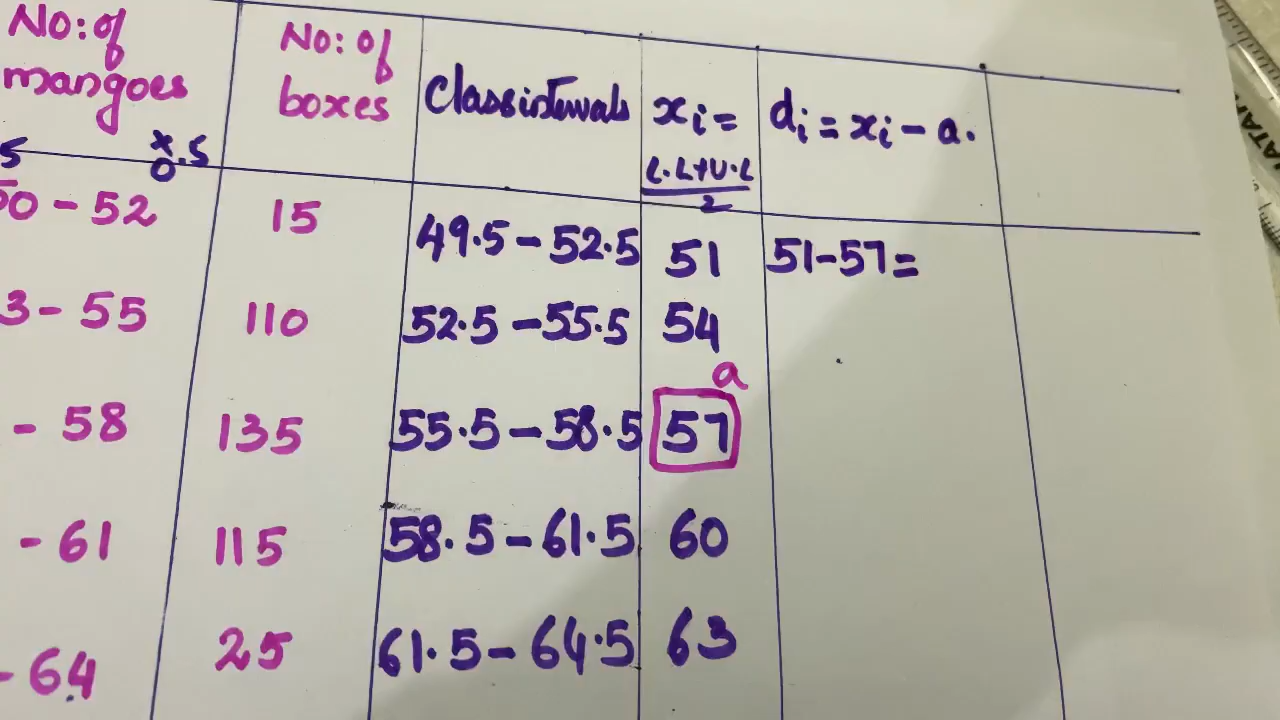 No: of mangoes
No: of boxes
Classintervals
xi = L.L+U.L / 2
di = xi - a.
50 - 52 15 49.5 - 52.5 51 51-57=
3 - 55 110 52.5 - 55.5 54
a
- 58 135 55.5 - 58.5 57
- 61 115 58.5 - 61.5 60
- 64 25 61.5 - 64.5 63